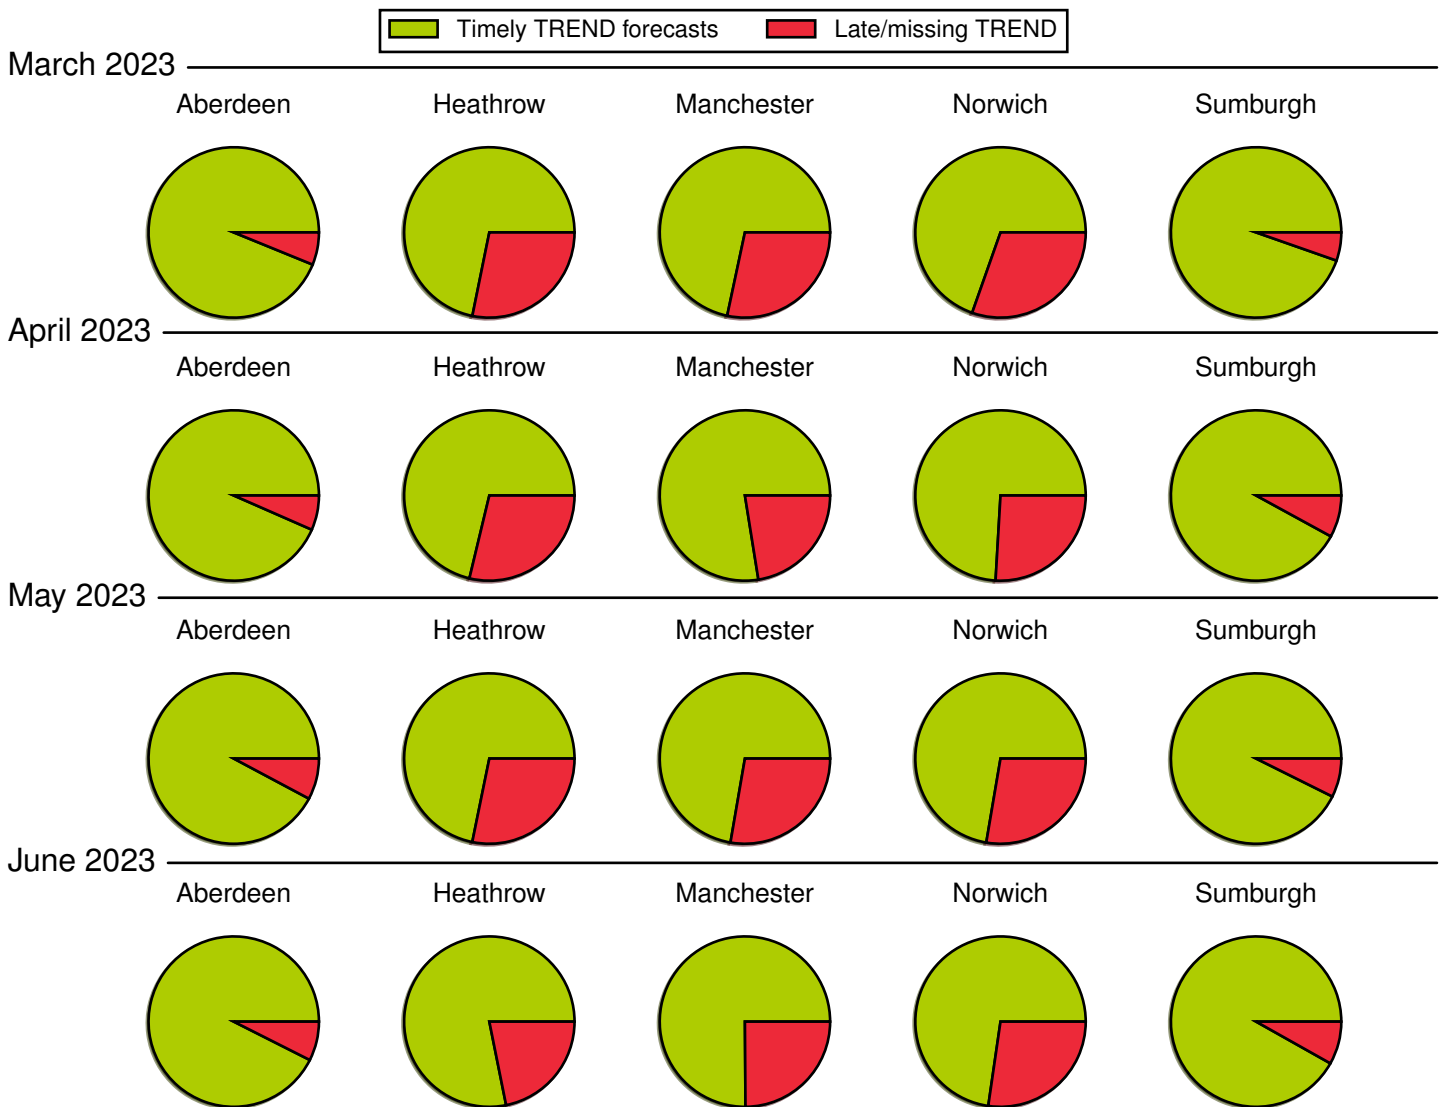 Timely TREND forecasts Late/missing TREND
March 2023
Aberdeen Heathrow Manchester Norwich Sumburgh
April 2023
Aberdeen Heathrow Manchester Norwich Sumburgh
May 2023
Aberdeen Heathrow Manchester Norwich Sumburgh
June 2023
Aberdeen Heathrow Manchester Norwich Sumburgh